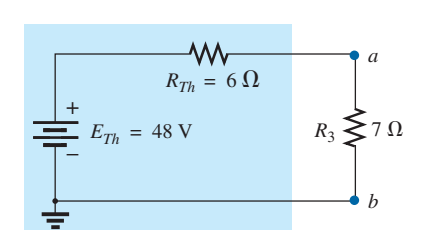 a
R_Th = 6 Ω
+
E_Th = 48 V
R_3 7 Ω
–
b